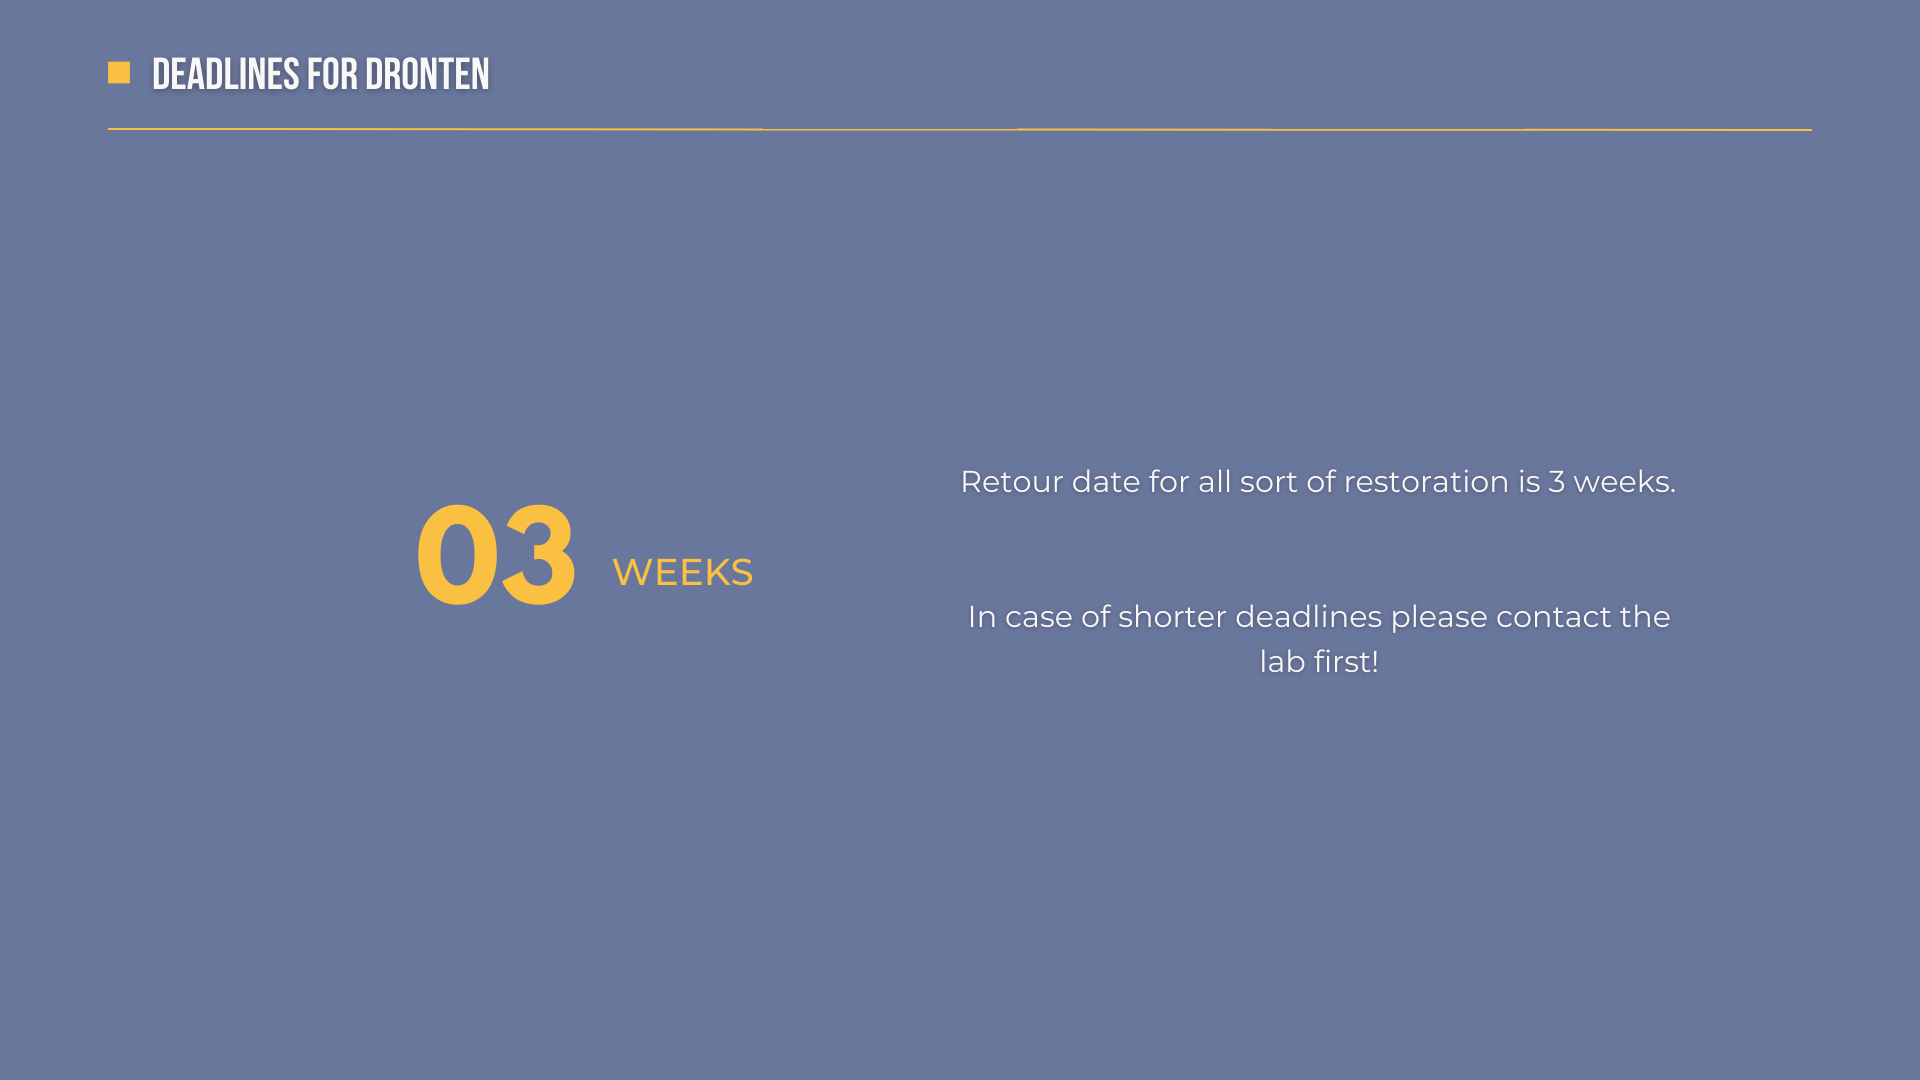 DEADLINES FOR DRONTEN
03 WEEKS
Retour date for all sort of restoration is 3 weeks.
In case of shorter deadlines please contact the
lab first!